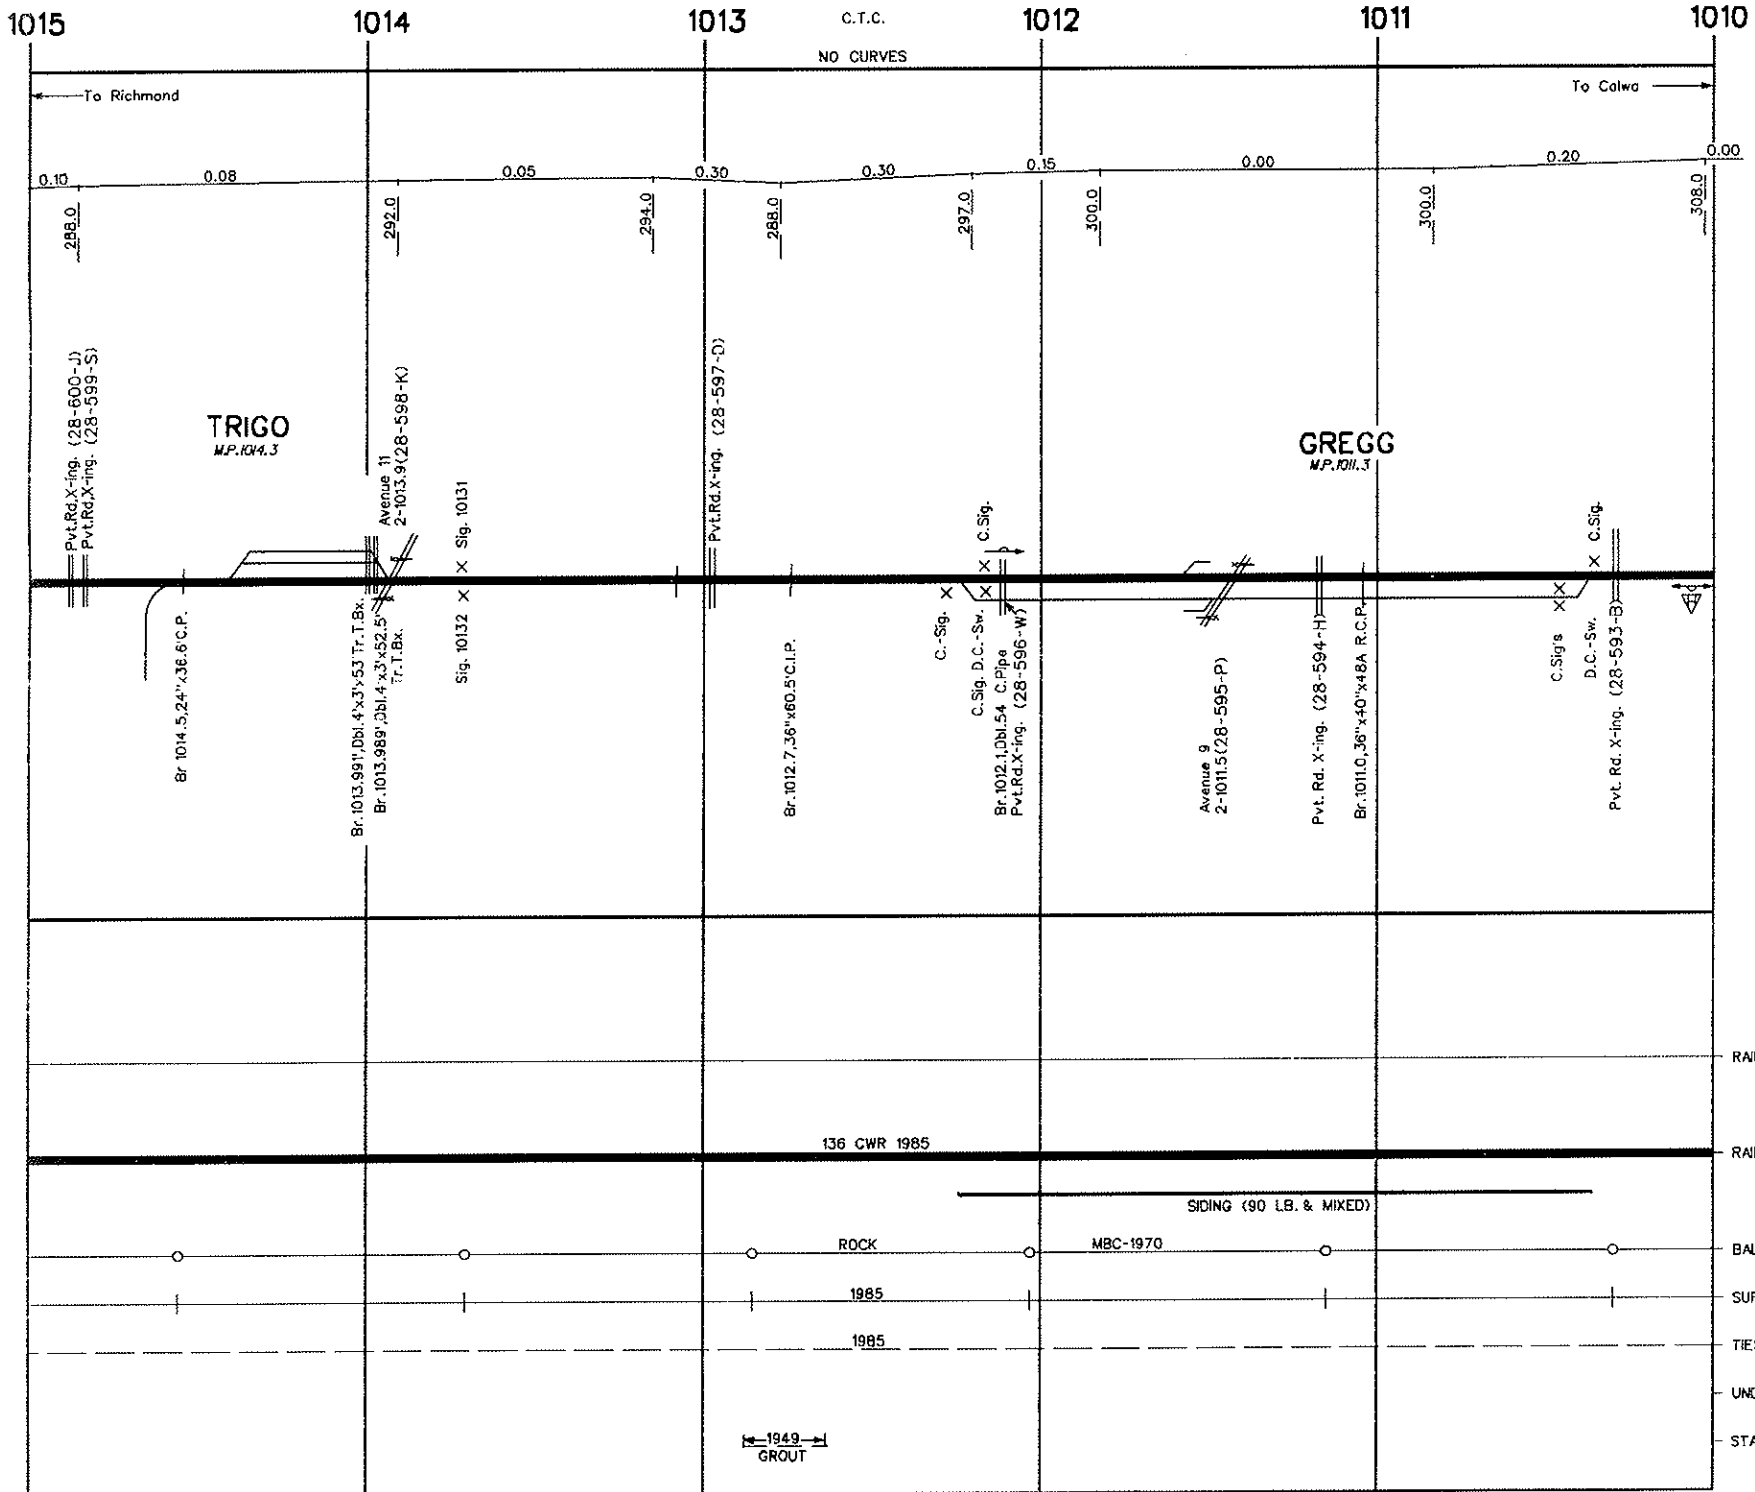 1015 1014 1013 C.T.C. 1012 1011 1010
NO CURVES
To Richmond
To Calwa
0.10 0.08 0.05 0.30 0.30 0.15 0.00 0.20 0.00
288.0
292.0
294.0
288.0
297.0
300.0
300.0
308.0
Pvt.Rd.X-ing. (28-600-J)
Pvt.Rd.X-ing. (28-599-S)
TRIGO
M.P.1014.3
Avenue 11
2-1013.9(28-598-K)
Sig. 10131
Pvt.Rd.X-ing. (28-597-D)
C.Sig.
GREGG
M.P.1011.3
C.Sig.
Br 1014.5,24"x36.6'C.P.
Br.1013.991',Dbl.4'x3'x53'Tr.T.Bx.
Br.1013.989',Dbl.4'x3'x52.5'
Tr.T.Bx.
Sig. 10132
Br.1012.7,36"x60.5'C.I.P.
C.-Sig.
C.Sig. D.C.-Sw.
Br.1012.1,Dbl.54 C.Pipe
Pvt.Rd.X-ing. (28-596-W)
Avenue 9
2-1011.5(28-595-P)
Pvt. Rd. X-ing. (28-594-H)
Br.1011.0,36"x40"x48A R.C.P.
C.Sig's
D.C.-Sw.
Pvt. Rd. X-ing. (28-593-B)
RAI
136 CWR 1985
RAI
SIDING (90 LB. & MIXED)
ROCK MBC-1970
BAL
1985
SUF
1985
TIES
UND
STA
1949
GROUT